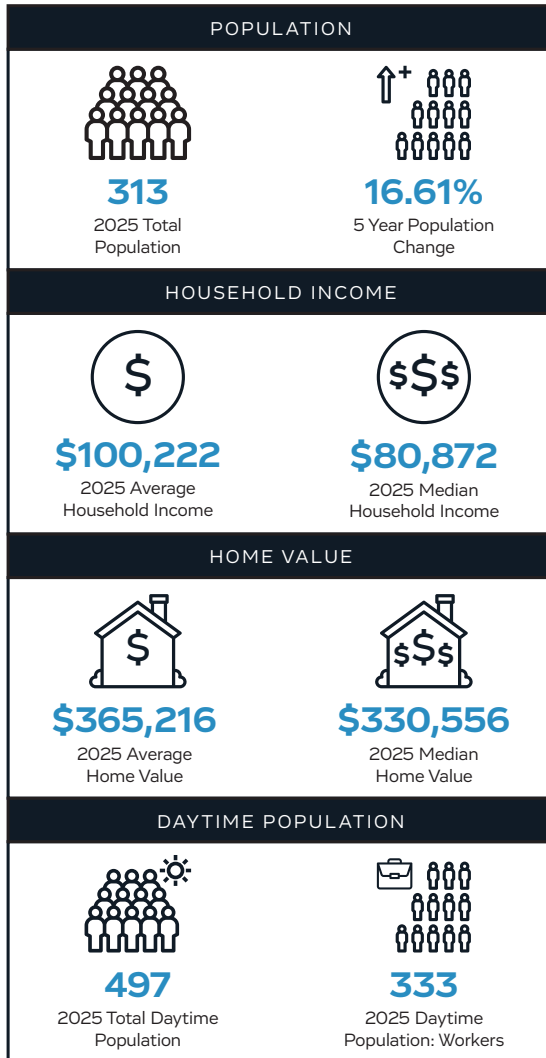 POPULATION
313
2025 Total
Population
16.61%
5 Year Population
Change
HOUSEHOLD INCOME
$
$100,222
2025 Average
Household Income
$$$
$80,872
2025 Median
Household Income
HOME VALUE
$
$365,216
2025 Average
Home Value
$$$
$330,556
2025 Median
Home Value
DAYTIME POPULATION
497
2025 Total Daytime
Population
333
2025 Daytime
Population: Workers